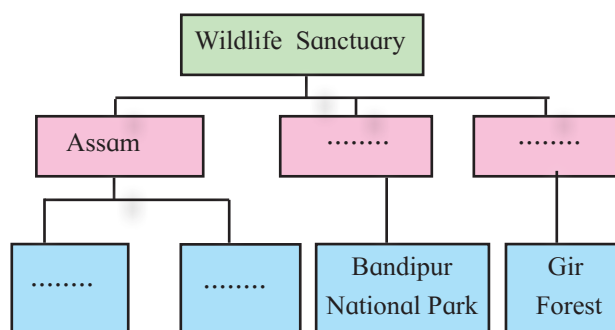 Wildlife Sanctuary
Assam
........
........
........
........
Bandipur
National Park
Gir
Forest